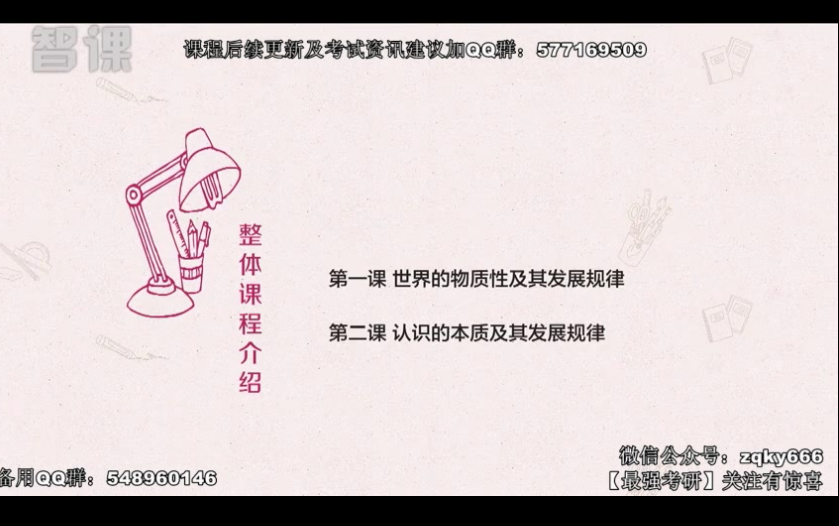 智课
课程后续更新及考试资讯建议加QQ群：577169509
整体课程介绍
第一课 世界的物质性及其发展规律
第二课 认识的本质及其发展规律
微信公众号：zqky666
备用QQ群：548960146
【最强考研】关注有惊喜